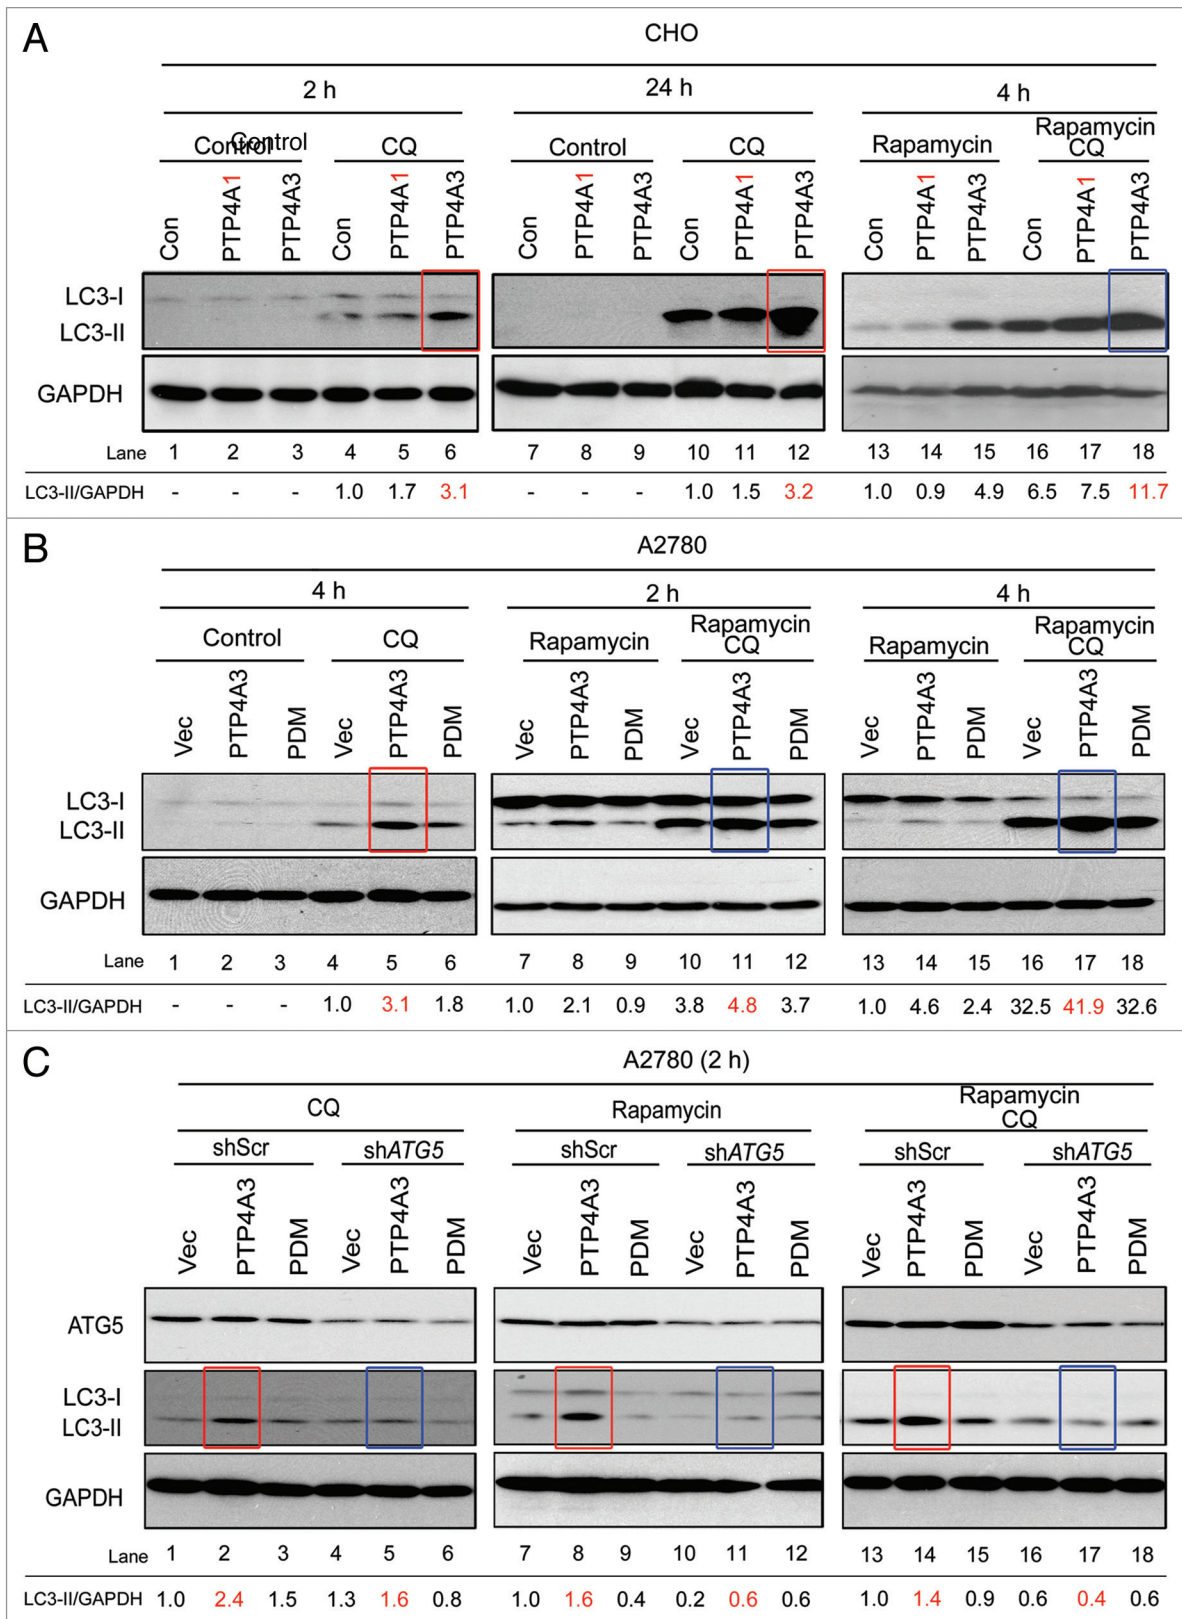 A
CHO
2 h 24 h 4 h
Control Control CQ Control CQ Rapamycin Rapamycin CQ
Con PTP4A1 PTP4A3 Con PTP4A1 PTP4A3 Con PTP4A1 PTP4A3 Con PTP4A1 PTP4A3 Con PTP4A1 PTP4A3 Con PTP4A1 PTP4A3
LC3-I
LC3-II
GAPDH
Lane 1 2 3 4 5 6 7 8 9 10 11 12 13 14 15 16 17 18
LC3-II/GAPDH - - - 1.0 1.7 3.1 - - - 1.0 1.5 3.2 1.0 0.9 4.9 6.5 7.5 11.7
B
A2780
4 h 2 h 4 h
Control CQ Rapamycin Rapamycin CQ Rapamycin Rapamycin CQ
Vec PTP4A3 PDM Vec PTP4A3 PDM Vec PTP4A3 PDM Vec PTP4A3 PDM Vec PTP4A3 PDM Vec PTP4A3 PDM
LC3-I
LC3-II
GAPDH
Lane 1 2 3 4 5 6 7 8 9 10 11 12 13 14 15 16 17 18
LC3-II/GAPDH - - - 1.0 3.1 1.8 1.0 2.1 0.9 3.8 4.8 3.7 1.0 4.6 2.4 32.5 41.9 32.6
C
A2780 (2 h)
CQ Rapamycin Rapamycin CQ
shScr shATG5 shScr shATG5 shScr shATG5
Vec PTP4A3 PDM Vec PTP4A3 PDM Vec PTP4A3 PDM Vec PTP4A3 PDM Vec PTP4A3 PDM Vec PTP4A3 PDM
ATG5
LC3-I
LC3-II
GAPDH
Lane 1 2 3 4 5 6 7 8 9 10 11 12 13 14 15 16 17 18
LC3-II/GAPDH 1.0 2.4 1.5 1.3 1.6 0.8 1.0 1.6 0.4 0.2 0.6 0.6 1.0 1.4 0.9 0.6 0.4 0.6